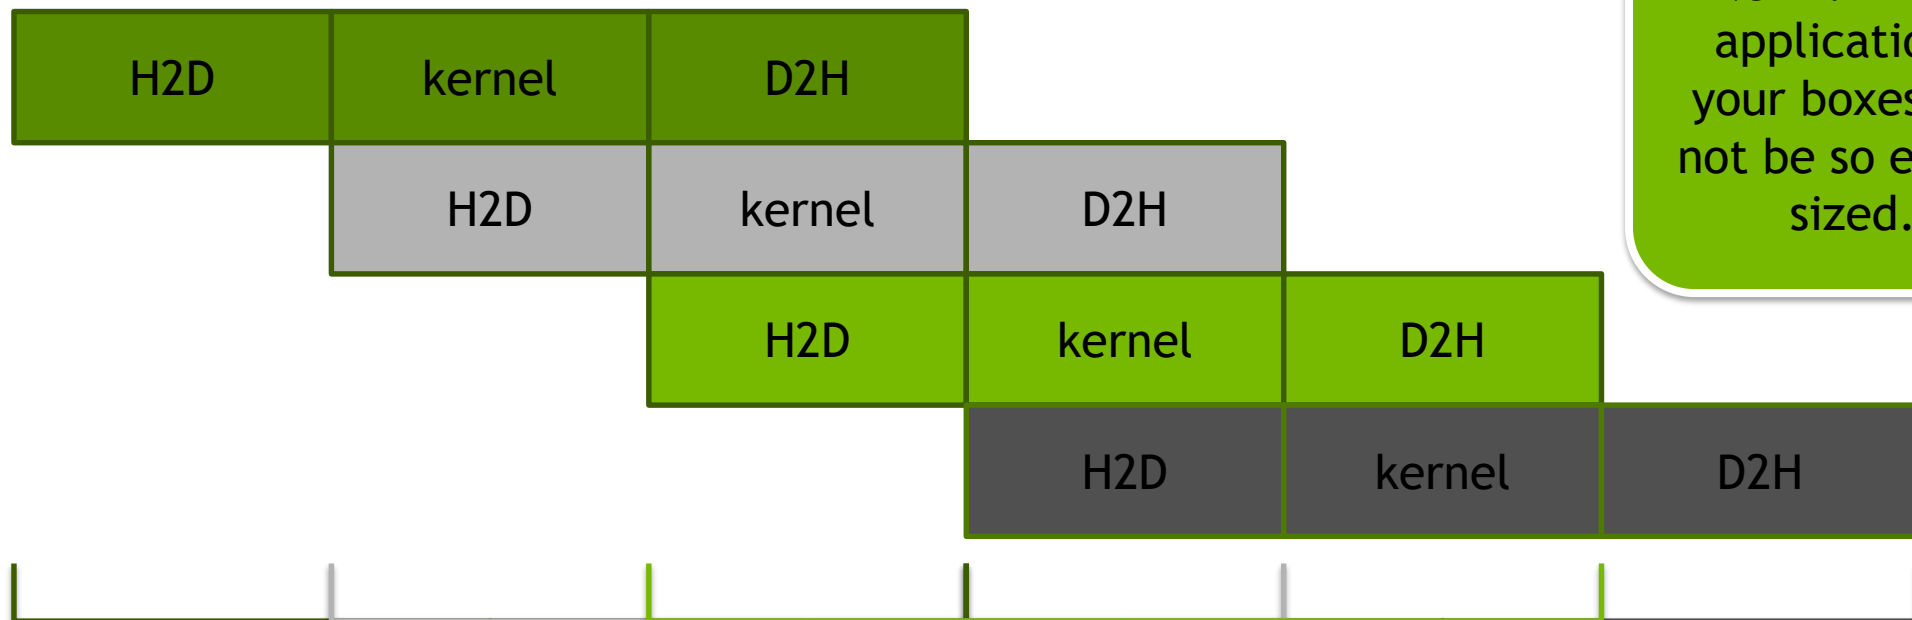 H2D kernel D2H
H2D kernel D2H
H2D kernel D2H
H2D kernel D2H
your boxes
not be so
sized.